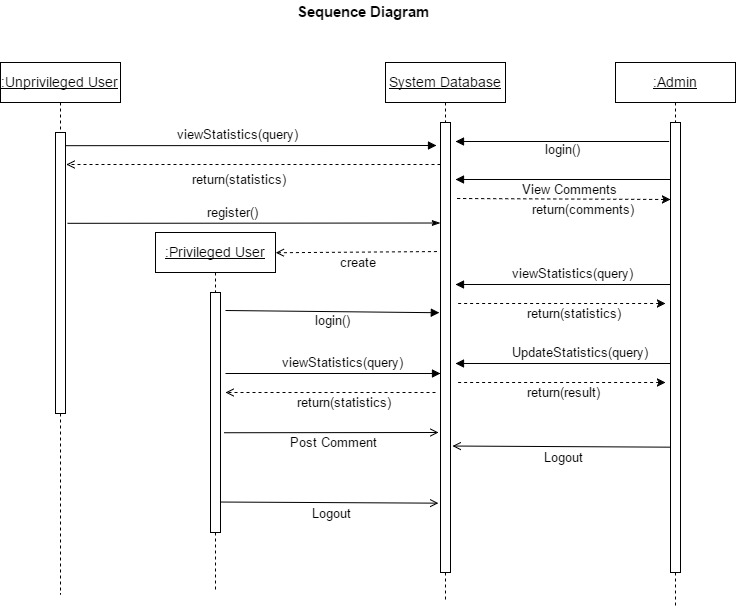 Sequence Diagram
:Unprivileged User
System Database
:Admin
viewStatistics(query)
login()
return(statistics)
View Comments
register()
return(comments)
:Privileged User
create
viewStatistics(query)
return(statistics)
login()
UpdateStatistics(query)
viewStatistics(query)
return(result)
return(statistics)
Post Comment
Logout
Logout